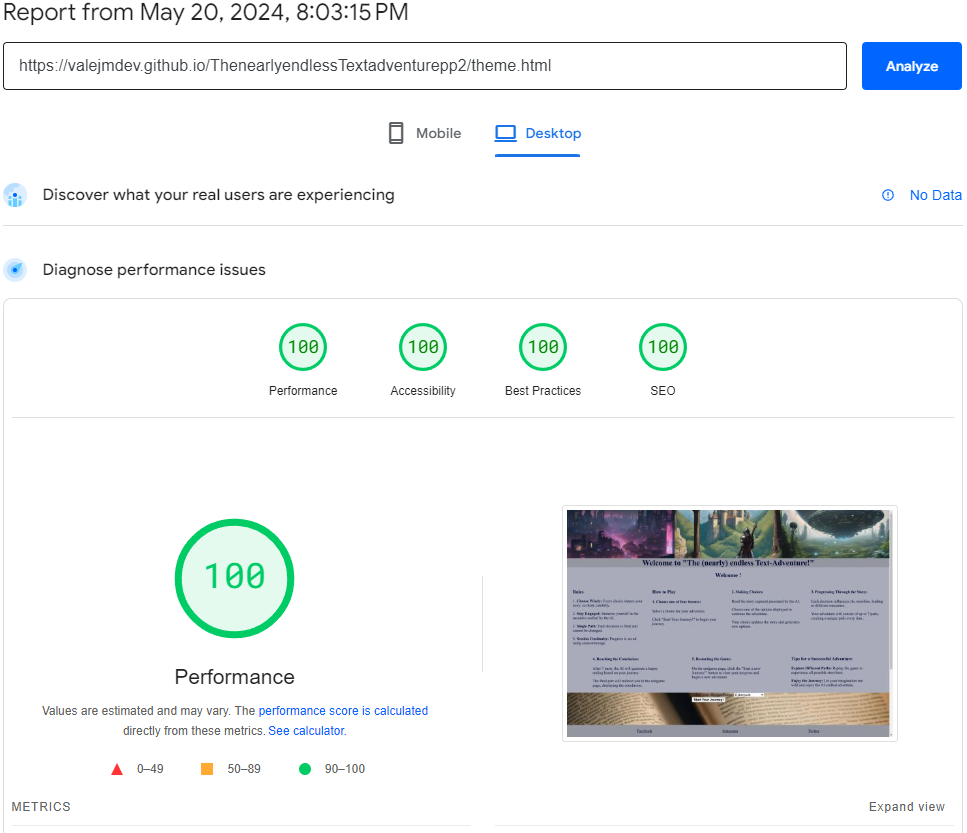 Report from May 20, 2024, 8:03:15 PM
https://valejmdev.github.io/ThenearlyendlessTextadventurepp2/theme.html
Analyze
Mobile
Desktop
Discover what your real users are experiencing
No Data
Diagnose performance issues
100
100
100
100
Performance
Accessibility
Best Practices
SEO
100
Performance
Values are estimated and may vary. The performance score is calculated
directly from these metrics. See calculator.
0–49
50–89
90–100
Welcome to "The (nearly) endless Text-Adventure!"
Rules
How to Play
2. Making Choices
3. Progressing Through the Story:
4. Reaching the Conclusion:
5. Restarting the Game:
Tips for a Successful Adventure:
Facebook
Twitter
METRICS
Expand view